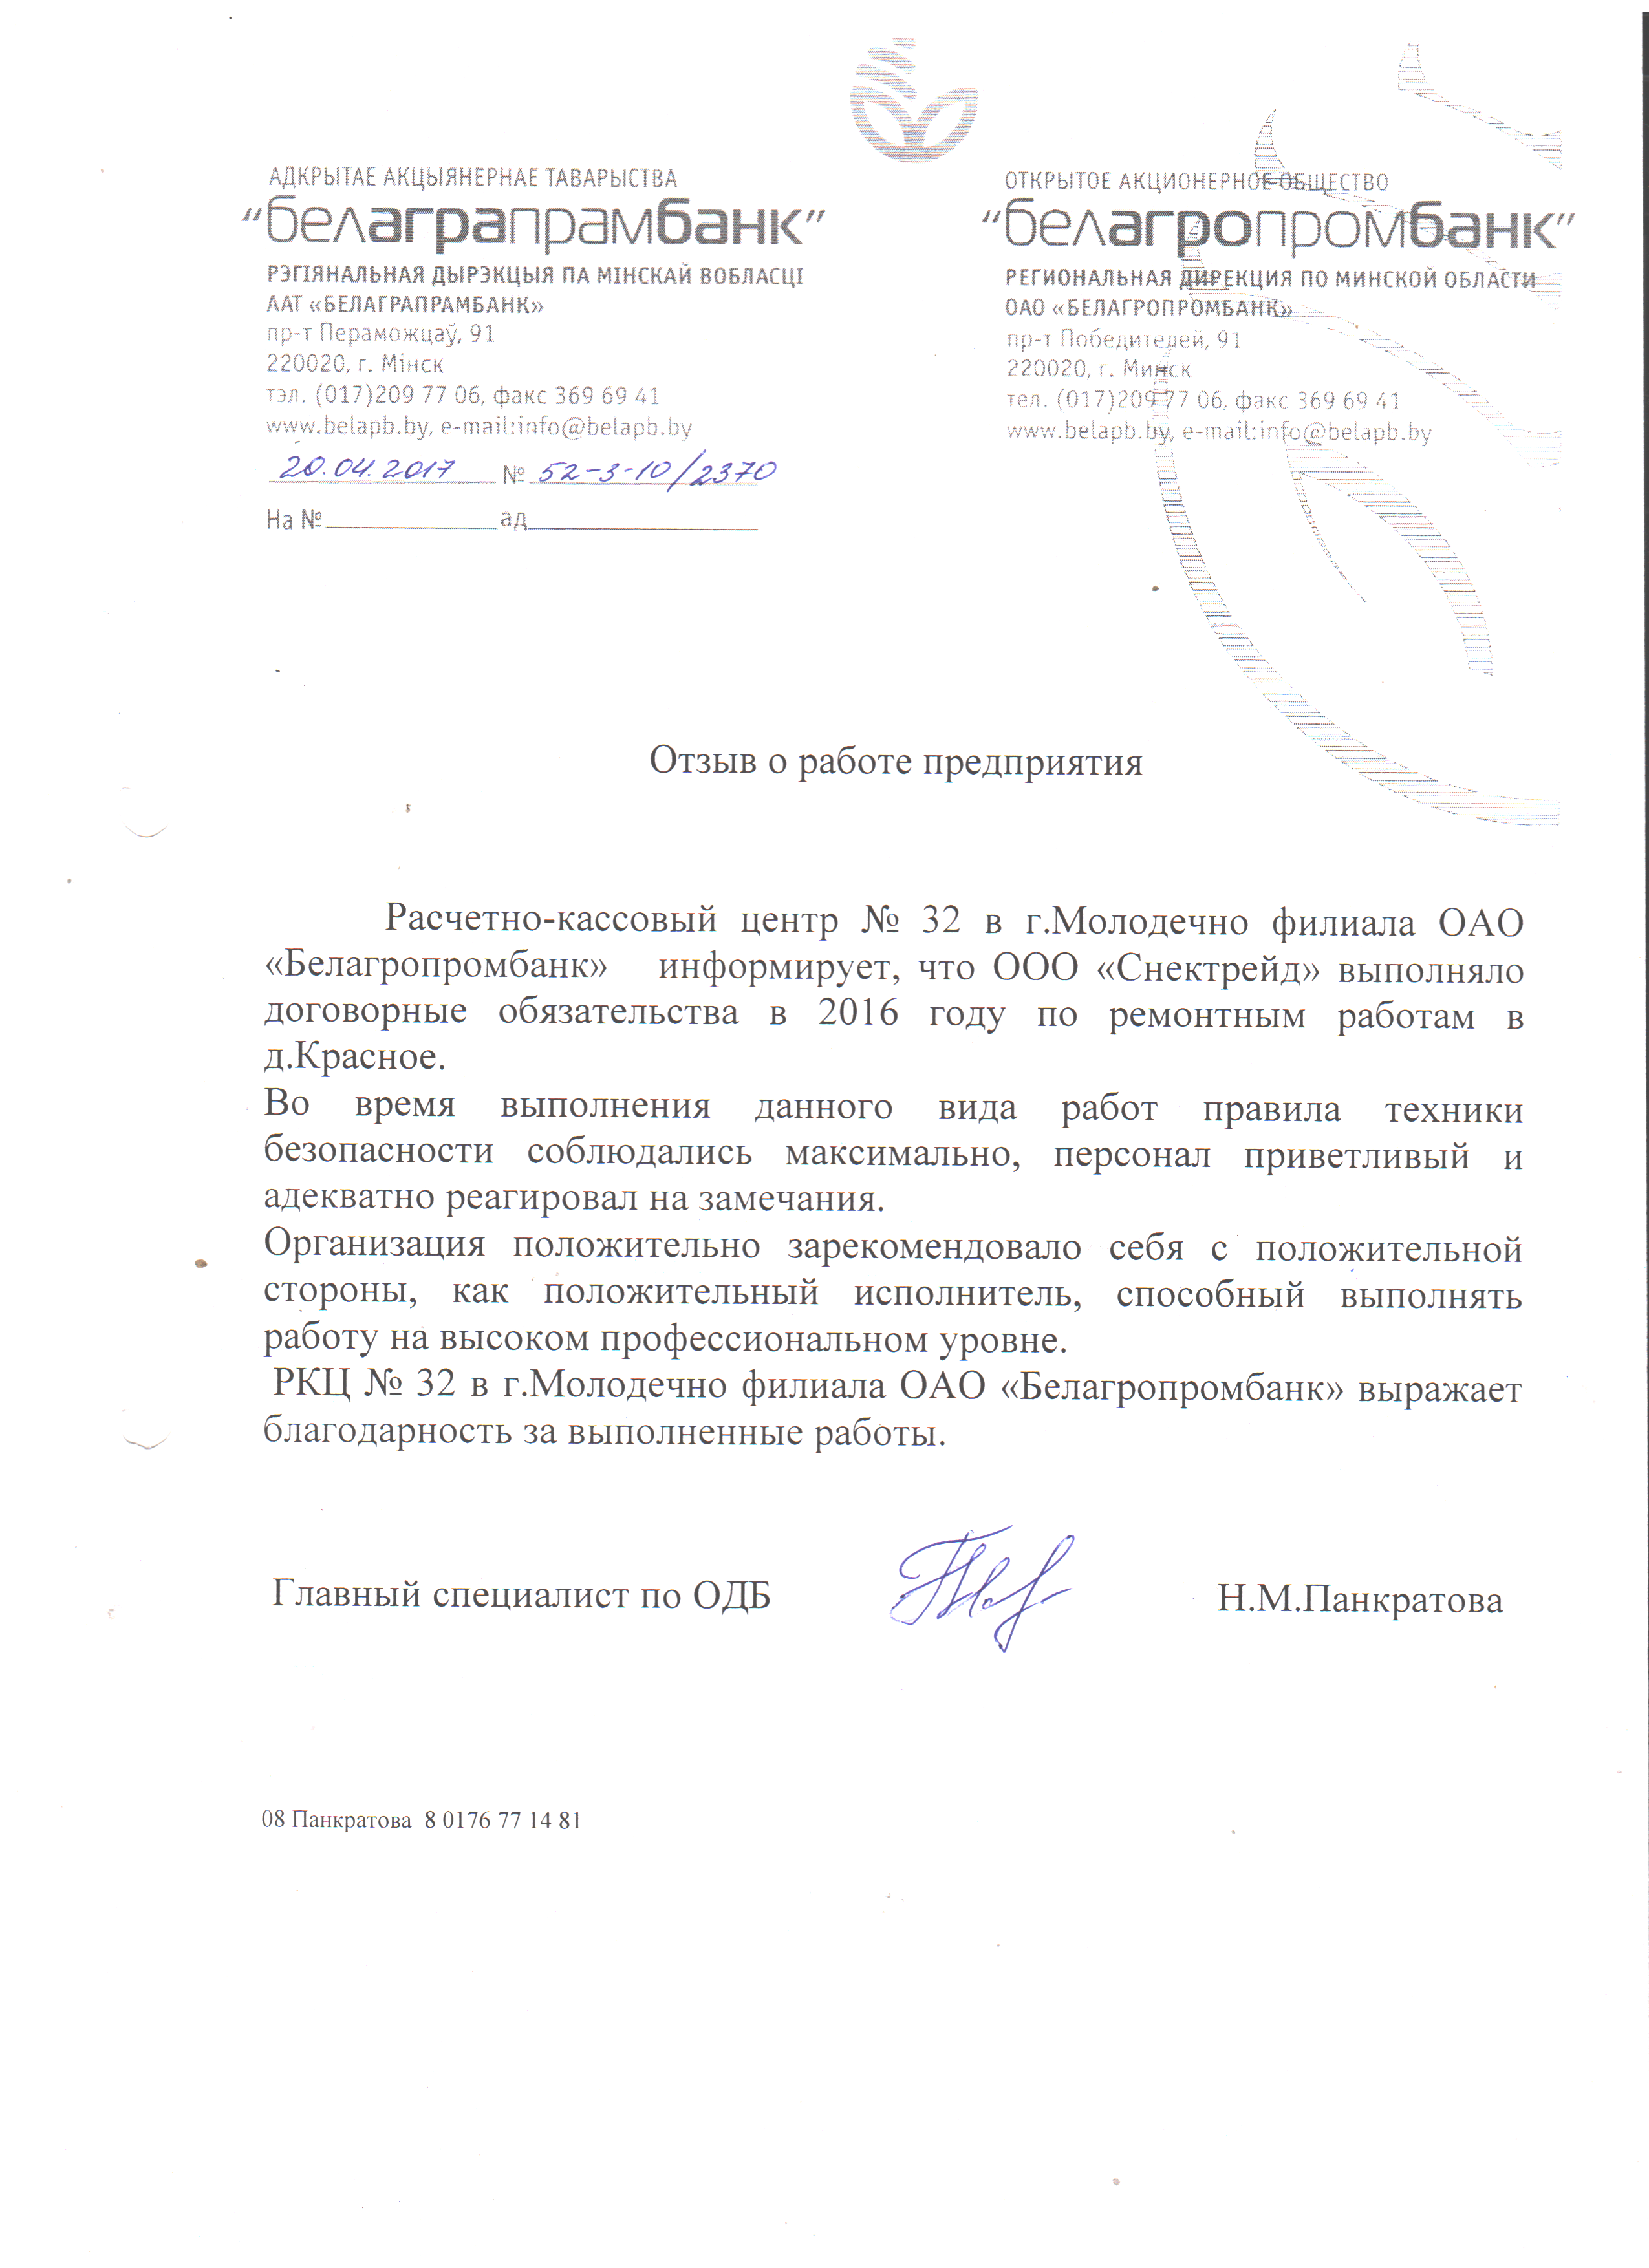 АДКРЫТАЕ АКЦЫЯНЕРНАЕ ТАВАРЫСТВА
“белаграпрамбанк”
РЭГІЯНАЛЬНАЯ ДЫРЭКЦЫЯ ПА МІНСКАЙ ВОБЛАСЦІ
ААТ «БЕЛАГРАПРАМБАНК»
пр-т Пераможцаў, 91
220020, г. Мінск
тэл. (017)209 77 06, факс 369 69 41
www.belapb.by, e-mail:info@belapb.by
20.04.2017 № 52-3-10/2370
На № ад
ОТКРЫТОЕ АКЦИОНЕРНОЕ ОБЩЕСТВО
“белагропромбанк”
РЕГИОНАЛЬНАЯ ДИРЕКЦИЯ ПО МИНСКОЙ ОБЛАСТИ
ОАО «БЕЛАГРОПРОМБАНК»
пр-т Победителей, 91
220020, г. Минск
тел. (017)209 77 06, факс 369 69 41
www.belapb.by, e-mail:info@belapb.by
Отзыв о работе предприятия
Расчетно-кассовый центр № 32 в г.Молодечно филиала ОАО
«Белагропромбанк» информирует, что ООО «Снектрейд» выполняло
договорные обязательства в 2016 году по ремонтным работам в
д.Красное.
Во время выполнения данного вида работ правила техники
безопасности соблюдались максимально, персонал приветливый и
адекватно реагировал на замечания.
Организация положительно зарекомендовало себя с положительной
стороны, как положительный исполнитель, способный выполнять
работу на высоком профессиональном уровне.
РКЦ № 32 в г.Молодечно филиала ОАО «Белагропромбанк» выражает
благодарность за выполненные работы.
Главный специалист по ОДБ Н.М.Панкратова
08 Панкратова 8 0176 77 14 81